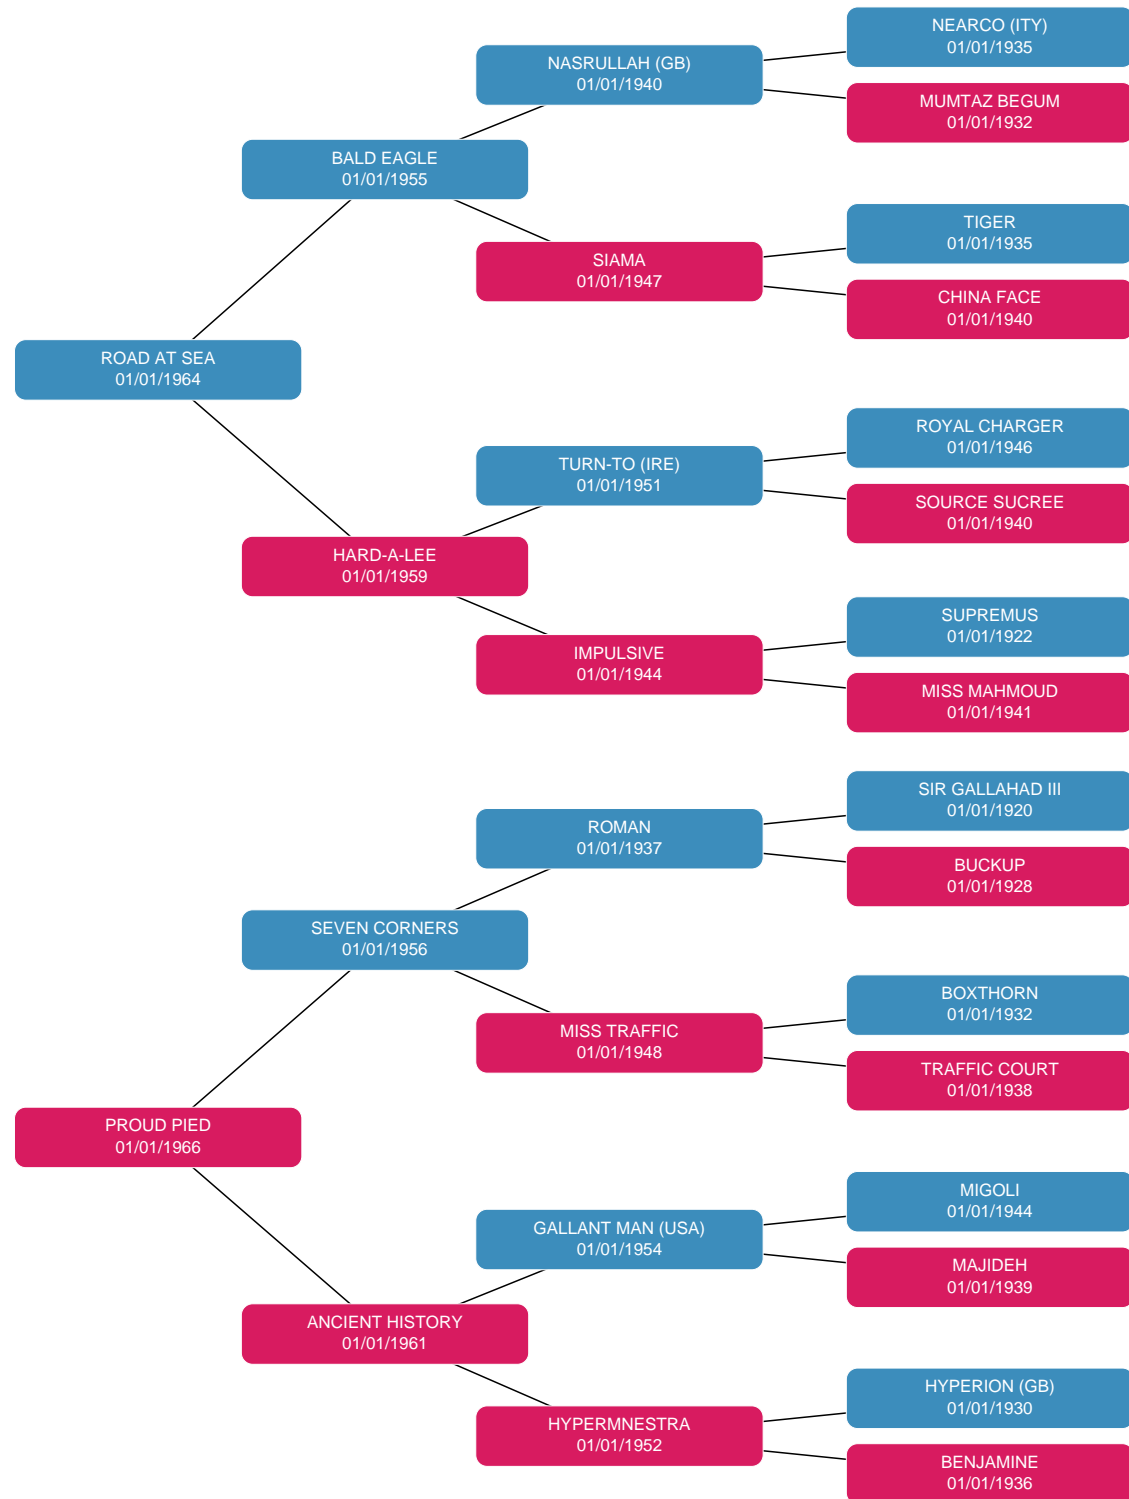 NEARCO (ITY)
01/01/1935
NASRULLAH (GB)
01/01/1940
MUMTAZ BEGUM
01/01/1932
BALD EAGLE
01/01/1955
TIGER
01/01/1935
SIAMA
01/01/1947
CHINA FACE
01/01/1940
ROAD AT SEA
01/01/1964
ROYAL CHARGER
01/01/1946
TURN-TO (IRE)
01/01/1951
SOURCE SUCREE
01/01/1940
HARD-A-LEE
01/01/1959
SUPREMUS
01/01/1922
IMPULSIVE
01/01/1944
MISS MAHMOUD
01/01/1941
SIR GALLAHAD III
01/01/1920
ROMAN
01/01/1937
BUCKUP
01/01/1928
SEVEN CORNERS
01/01/1956
BOXTHORN
01/01/1932
MISS TRAFFIC
01/01/1948
TRAFFIC COURT
01/01/1938
PROUD PIED
01/01/1966
MIGOLI
01/01/1944
GALLANT MAN (USA)
01/01/1954
MAJIDEH
01/01/1939
ANCIENT HISTORY
01/01/1961
HYPERION (GB)
01/01/1930
HYPERMNESTRA
01/01/1952
BENJAMINE
01/01/1936